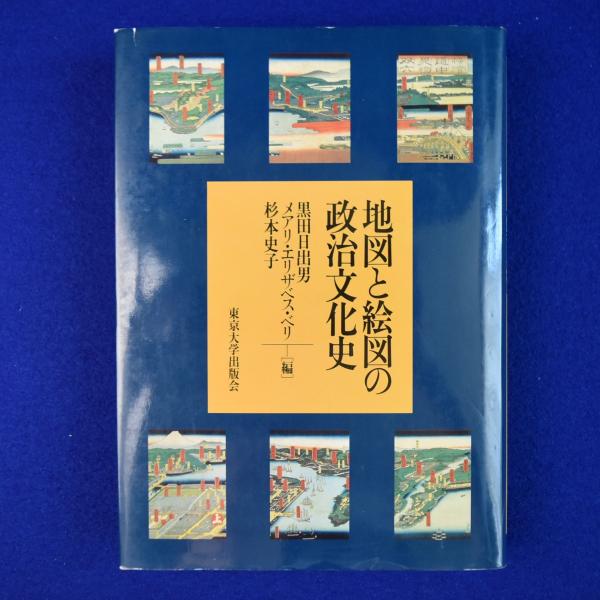 地図と絵図の
政治文化史
黒田日出男
メアリ・エリザベス・ベリ
杉本史子
[編]
東京大学出版会
上